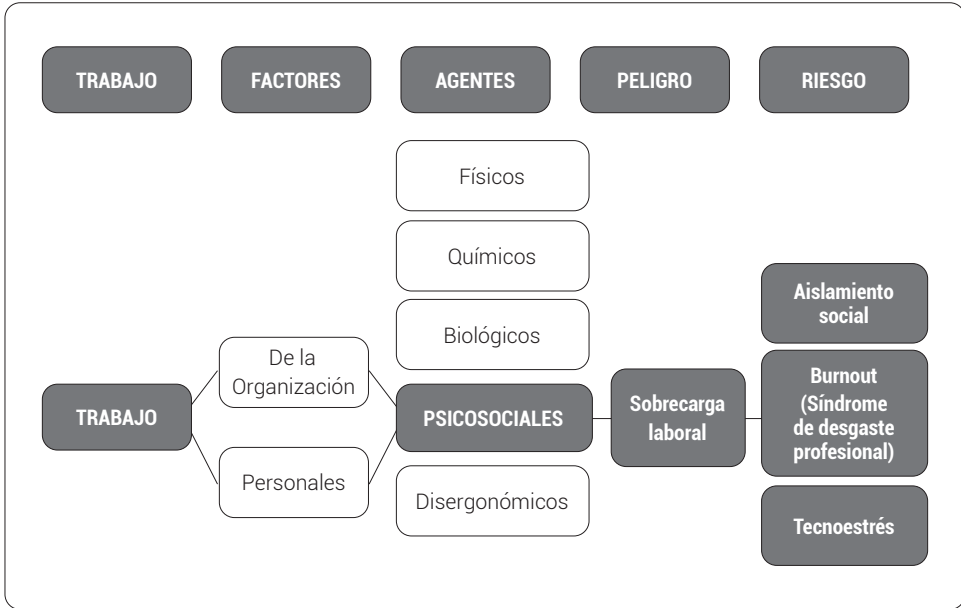 TRABAJO
FACTORES
AGENTES
PELIGRO
RIESGO
Físicos
Químicos
Biológicos
De la
Organización
TRABAJO
Personales
PSICOSOCIALES
Disergonómicos
Sobrecarga
laboral
Aislamiento
social
Burnout
(Síndrome
de desgaste
profesional)
Tecnoestrés